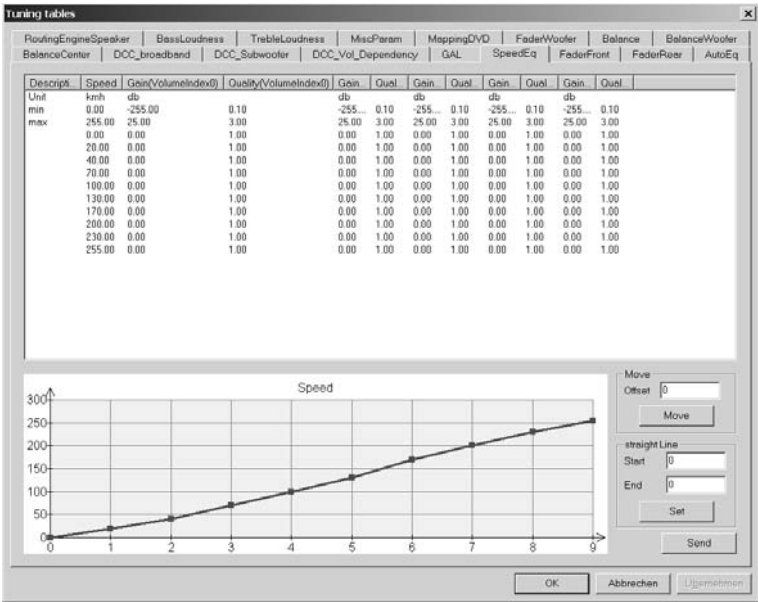 Tuning tables ×
RoutingEngineSpeaker BassLoudness TrebleLoudness MiscParam MappingDVD FaderWoofer Balance BalanceWoofer
BalanceCenter DCC_broadband DCC_Subwoofer DCC_Vol_Dependency GAL SpeedEq FaderFront FaderRear AutoEq
Descripti... Speed Gain(VolumeIndex0) Quality(VolumeIndex0) Gain... Qual... Gain... Qual... Gain... Qual... Gain... Qual...
Unit kmh db db db db db
min 0.00 -255.00 0.10 -255... 0.10 -255... 0.10 -255... 0.10 -255... 0.10
max 255.00 25.00 3.00 25.00 3.00 25.00 3.00 25.00 3.00 25.00 3.00
0.00 0.00 1.00 0.00 1.00 0.00 1.00 0.00 1.00 0.00 1.00
20.00 0.00 1.00 0.00 1.00 0.00 1.00 0.00 1.00 0.00 1.00
40.00 0.00 1.00 0.00 1.00 0.00 1.00 0.00 1.00 0.00 1.00
70.00 0.00 1.00 0.00 1.00 0.00 1.00 0.00 1.00 0.00 1.00
100.00 0.00 1.00 0.00 1.00 0.00 1.00 0.00 1.00 0.00 1.00
130.00 0.00 1.00 0.00 1.00 0.00 1.00 0.00 1.00 0.00 1.00
170.00 0.00 1.00 0.00 1.00 0.00 1.00 0.00 1.00 0.00 1.00
200.00 0.00 1.00 0.00 1.00 0.00 1.00 0.00 1.00 0.00 1.00
230.00 0.00 1.00 0.00 1.00 0.00 1.00 0.00 1.00 0.00 1.00
255.00 0.00 1.00 0.00 1.00 0.00 1.00 0.00 1.00 0.00 1.00
Speed
300
250
200
150
100
50
0
0 1 2 3 4 5 6 7 8 9
Move
Offset 0
Move
straight Line
Start 0
End 0
Set
Send
OK Abbrechen Übernehmen